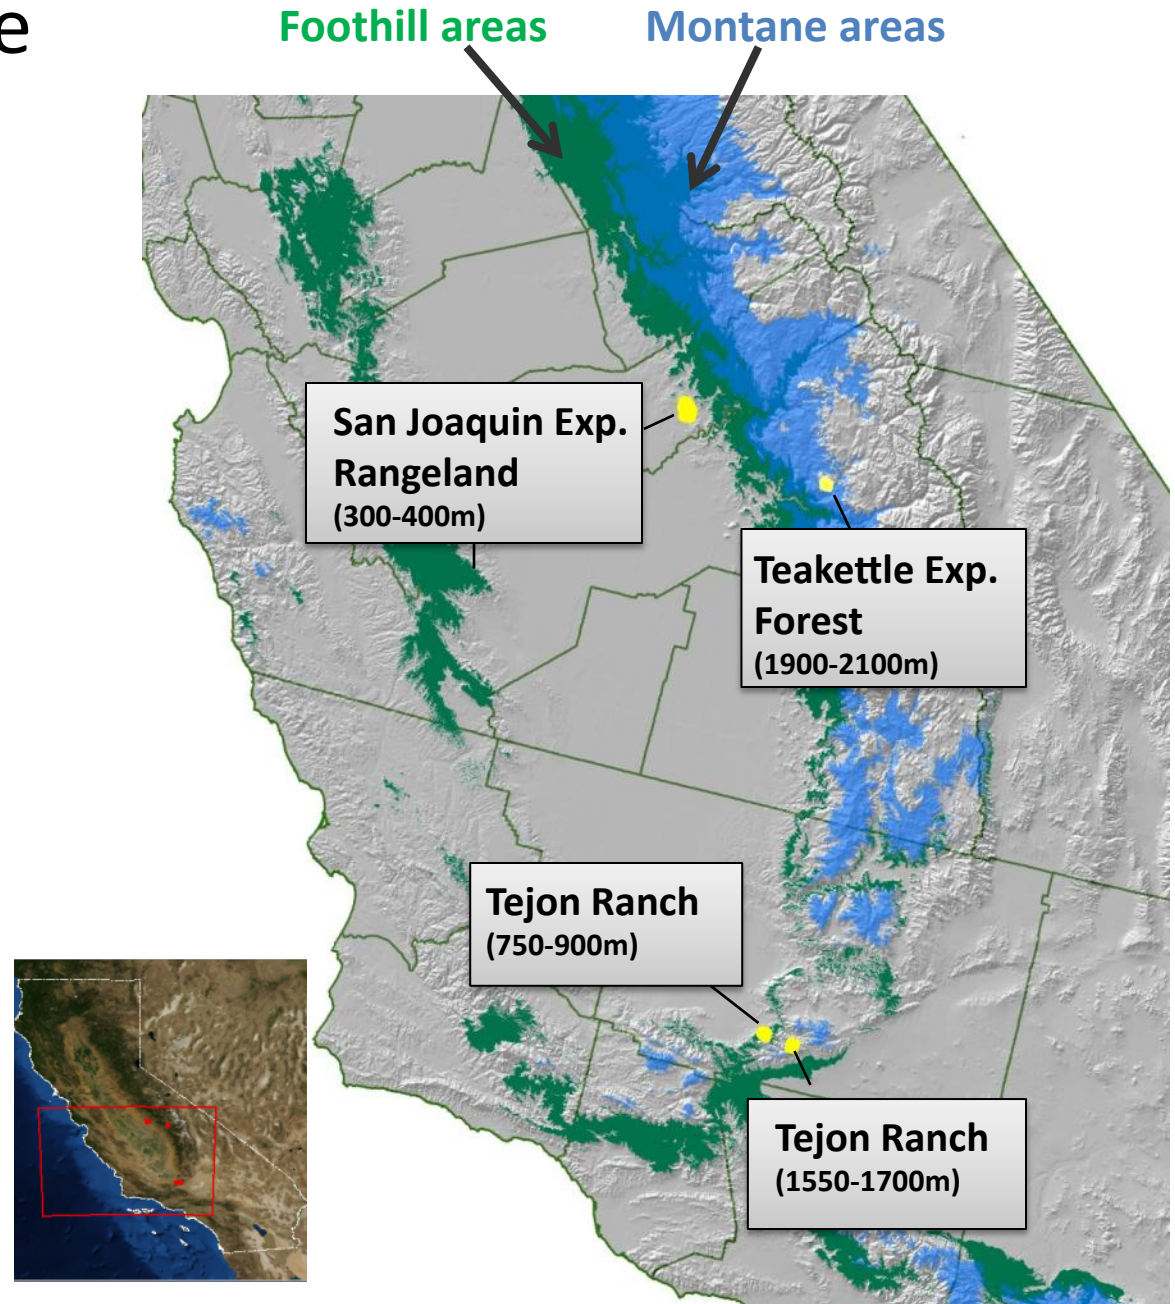 e
Foothill areas
Montane areas
San Joaquin Exp.
Rangeland
(300-400m)
Teakettle Exp.
Forest
(1900-2100m)
Tejon Ranch
(750-900m)
Tejon Ranch
(1550-1700m)